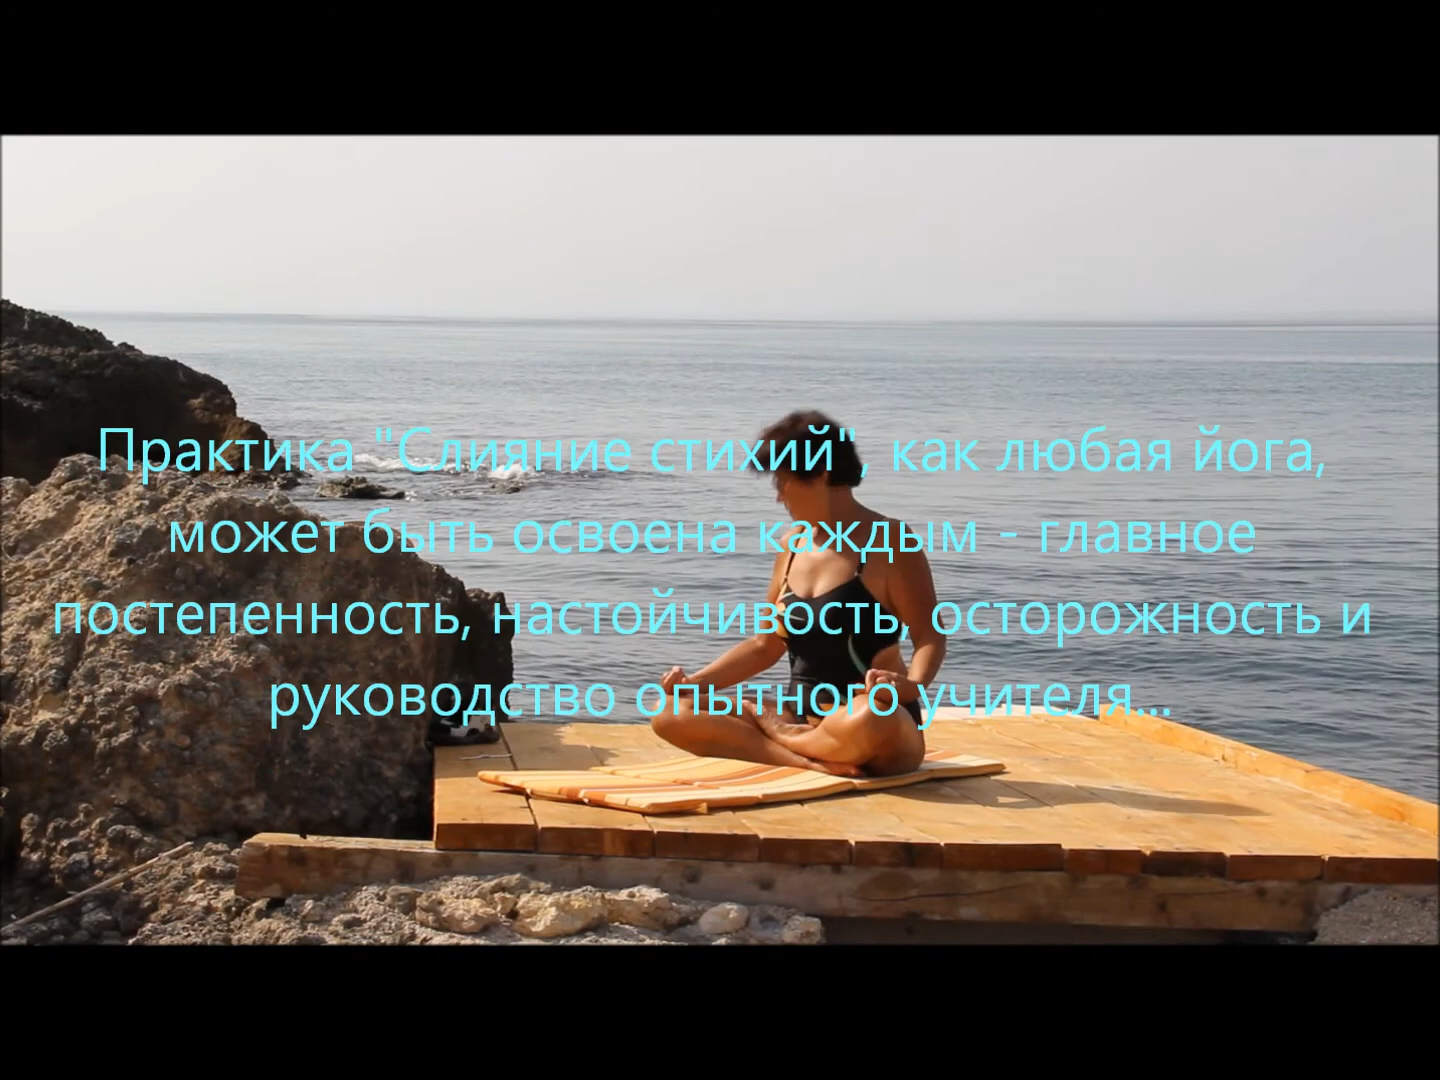 Практика "Слияние стихий", как любая йога,
может быть освоена каждым - главное
постепенность, настойчивость, осторожность и
руководство опытного учителя...